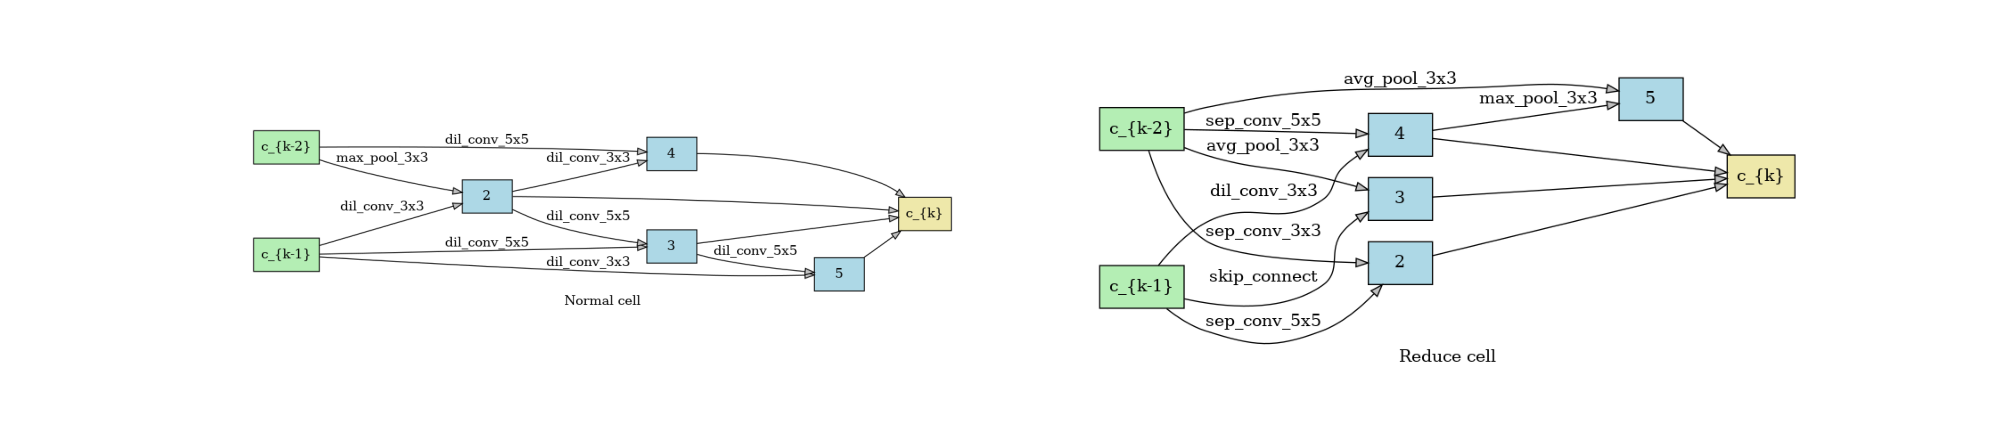 c_{k-2}
dil_conv_5x5
max_pool_3x3
dil_conv_3x3
4
2
dil_conv_3x3
dil_conv_5x5
c_{k}
c_{k-1}
dil_conv_5x5
3
dil_conv_5x5
dil_conv_3x3
5
Normal cell
avg_pool_3x3
max_pool_3x3
5
c_{k-2}
sep_conv_5x5
4
avg_pool_3x3
dil_conv_3x3
3
c_{k}
sep_conv_3x3
2
skip_connect
c_{k-1}
sep_conv_5x5
Reduce cell